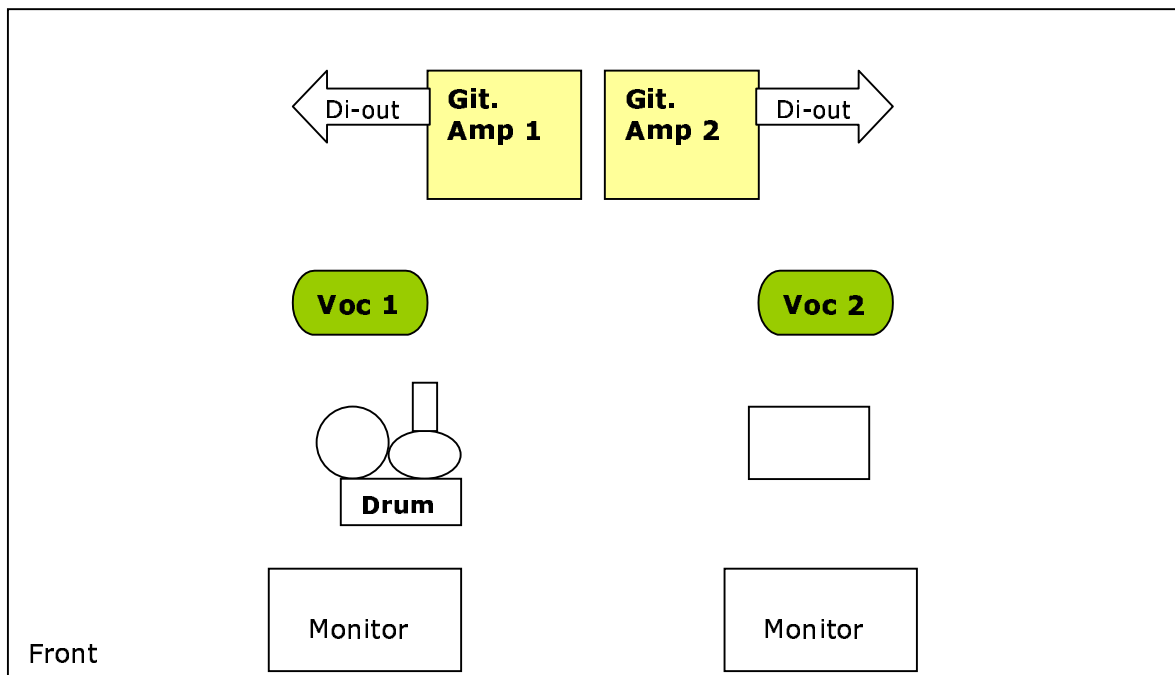 Di-out
Git.
Amp 1
Git.
Amp 2
Di-out
Voc 1
Voc 2
Drum
Monitor
Monitor
Front